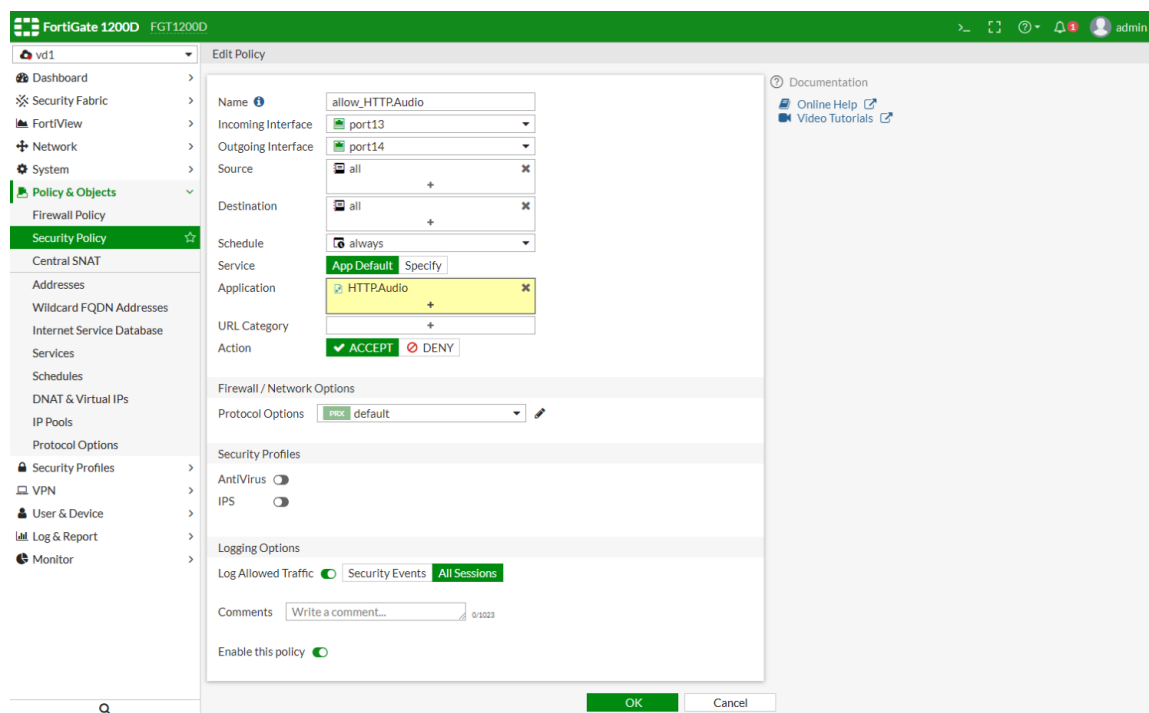 FortiGate 1200D FGT1200D
>_ 1 admin
vd1
Edit Policy
Dashboard
Security Fabric
FortiView
Network
System
Policy & Objects
Firewall Policy
Security Policy
Central SNAT
Addresses
Wildcard FQDN Addresses
Internet Service Database
Services
Schedules
DNAT & Virtual IPs
IP Pools
Protocol Options
Security Profiles
VPN
User & Device
Log & Report
Monitor
Name allow_HTTP.Audio
Incoming Interface port13
Outgoing Interface port14
Source all
+
Destination all
+
Schedule always
Service App Default Specify
Application HTTP.Audio
+
URL Category +
Action ACCEPT DENY
Firewall / Network Options
Protocol Options PRX default
Security Profiles
AntiVirus
IPS
Logging Options
Log Allowed Traffic Security Events All Sessions
Comments Write a comment... 0/1023
Enable this policy
OK Cancel
Documentation
Online Help
Video Tutorials